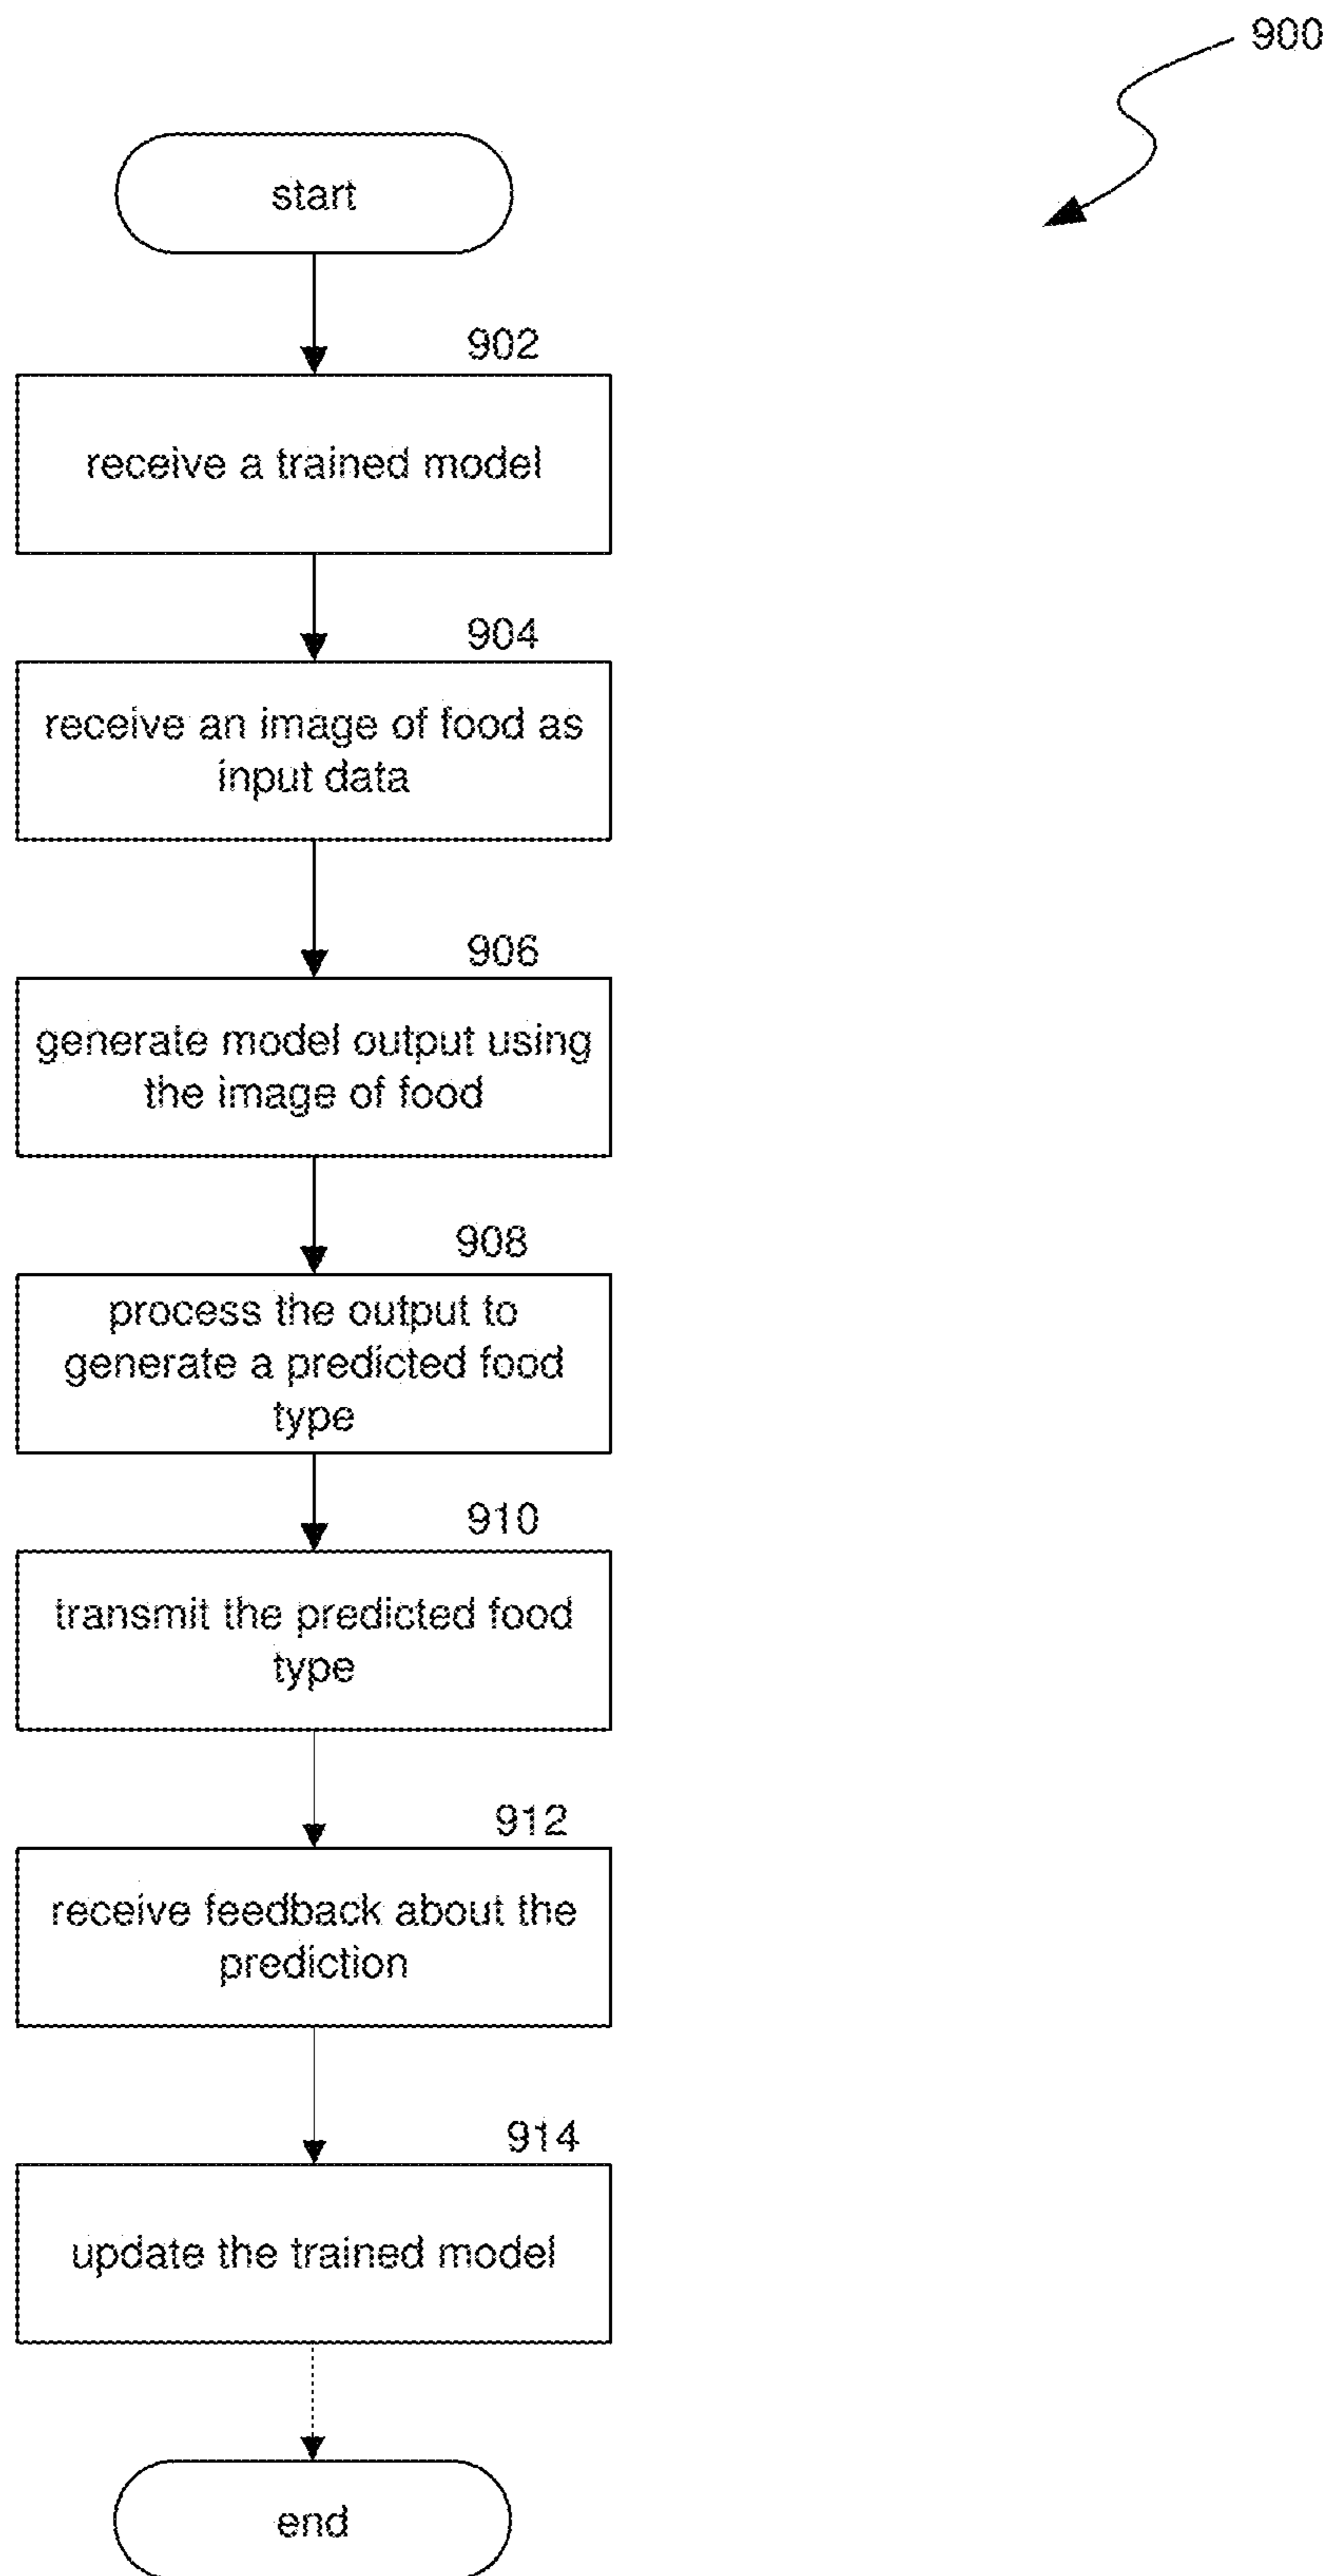 900
start
902
receive a trained model
904
receive an image of food as
input data
906
generate model output using
the image of food
908
process the output to
generate a predicted food
type
910
transmit the predicted food
type
912
receive feedback about the
prediction
914
update the trained model
end